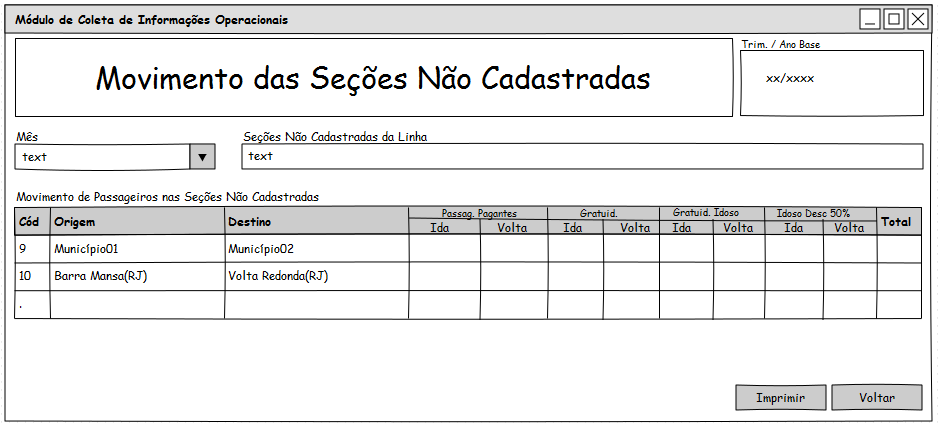 Módulo de Coleta de Informações Operacionais
Trim. / Ano Base
Movimento das Seções Não Cadastradas
xx/xxxx
Mês
Seções Não Cadastradas da Linha
text
text
Movimento de Passageiros nas Seções Não Cadastradas
Cód Origem Destino Passag. Pagantes Gratuid. Gratuid. Idoso Idoso Desc 50% Total
Ida Volta Ida Volta Ida Volta Ida Volta
9 Município01 Município02
10 Barra Mansa(RJ) Volta Redonda(RJ)
.
Imprimir Voltar